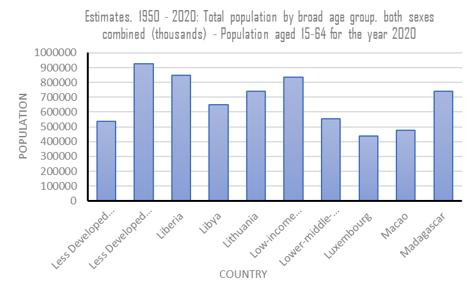 Estimates, 1950 - 2020: Total population by broad age group, both sexes
combined (thousands) - Population aged 15-64 for the year 2020
1000000
900000
800000
700000
600000
500000
400000
300000
200000
100000
0
POPULATION
Less Developed...
Less Developed...
Liberia
Libya
Lithuania
Low-income...
Lower-middle-...
Luxembourg
Macao
Madagascar
COUNTRY